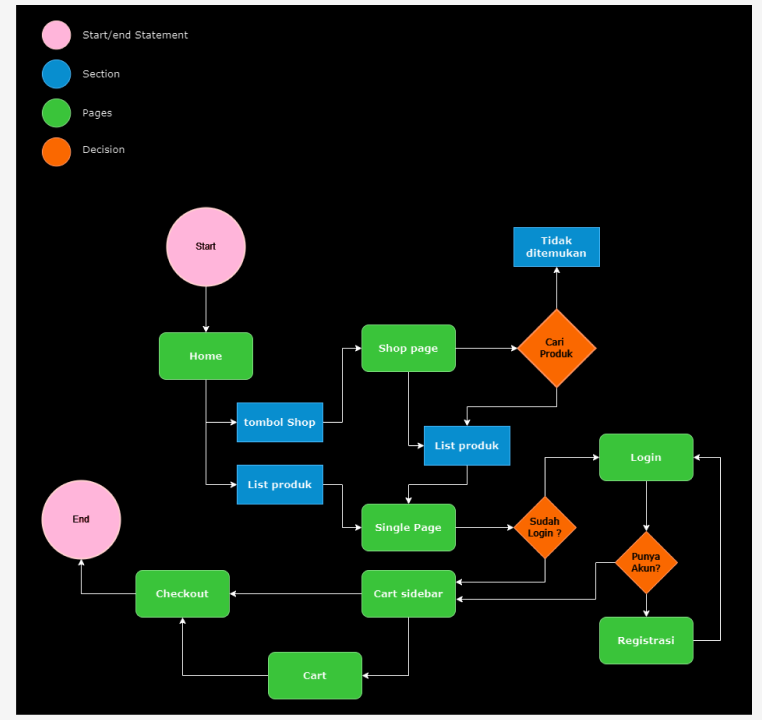 Start/end Statement
Section
Pages
Decision
Start
Tidak
ditemukan
Home
Shop page
Cari
Produk
tombol Shop
List produk
List produk
Login
End
Single Page
Sudah
Login ?
Punya
Akun?
Checkout
Cart sidebar
Registrasi
Cart